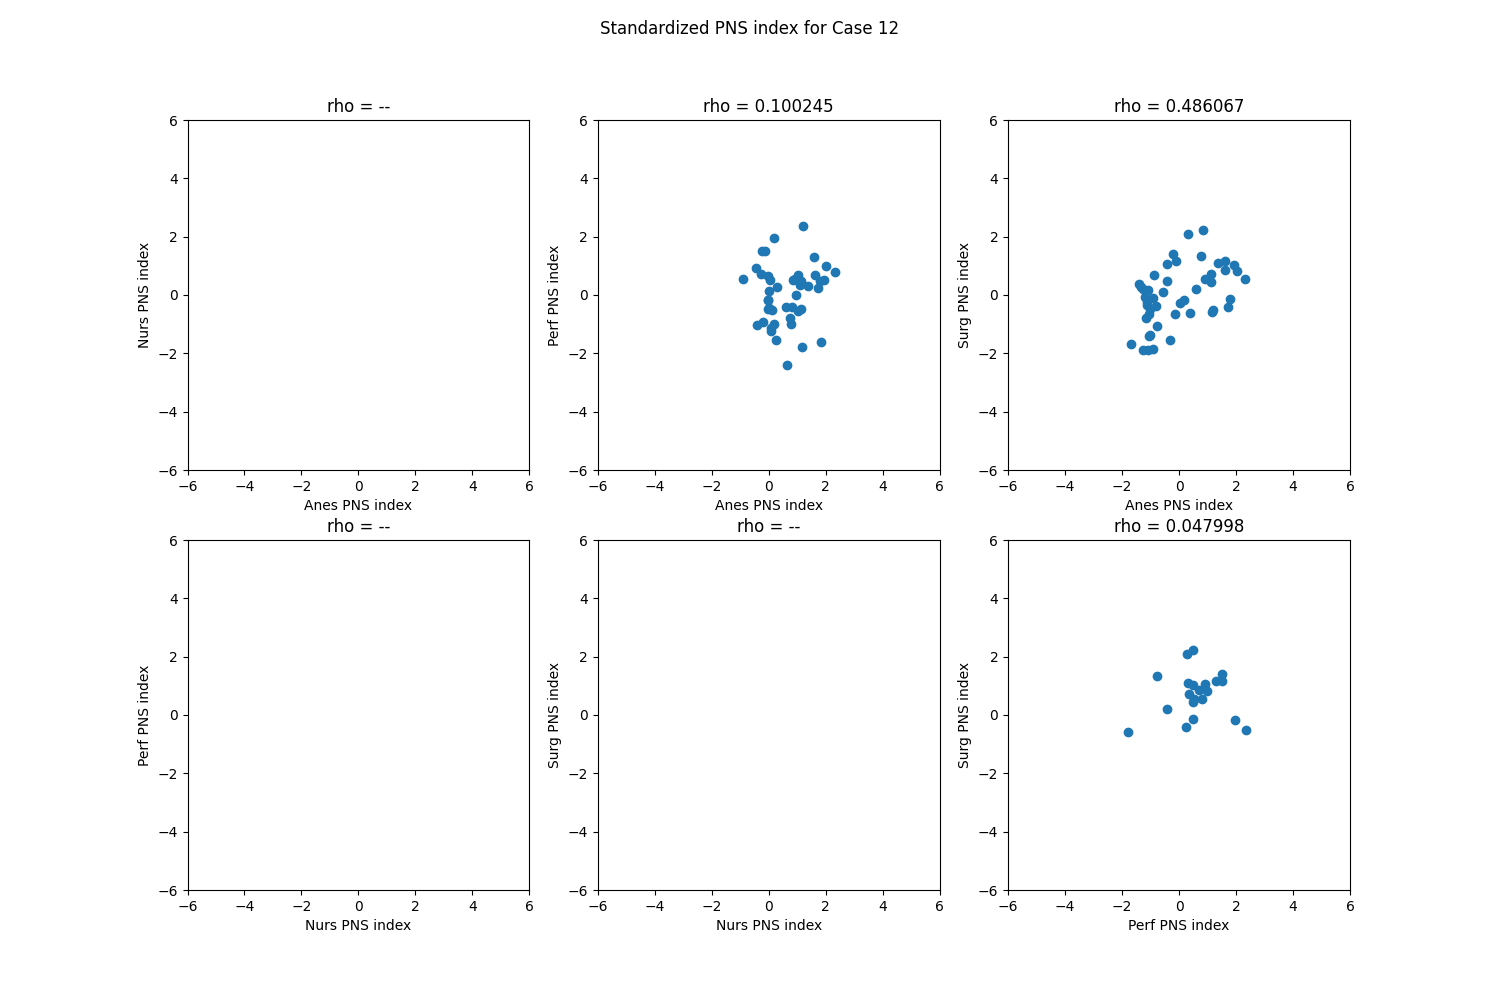 Standardized PNS index for Case 12
rho = --
rho = 0.100245
rho = 0.486067
6
4
2
0
−2
−4
−6
Nurs PNS index
−6 −4 −2 0 2 4 6
Anes PNS index
6
4
2
0
−2
−4
−6
Perf PNS index
−6 −4 −2 0 2 4 6
Anes PNS index
6
4
2
0
−2
−4
−6
Surg PNS index
−6 −4 −2 0 2 4 6
Anes PNS index
rho = --
rho = --
rho = 0.047998
6
4
2
0
−2
−4
−6
Perf PNS index
−6 −4 −2 0 2 4 6
Nurs PNS index
6
4
2
0
−2
−4
−6
Surg PNS index
−6 −4 −2 0 2 4 6
Nurs PNS index
6
4
2
0
−2
−4
−6
Surg PNS index
−6 −4 −2 0 2 4 6
Perf PNS index